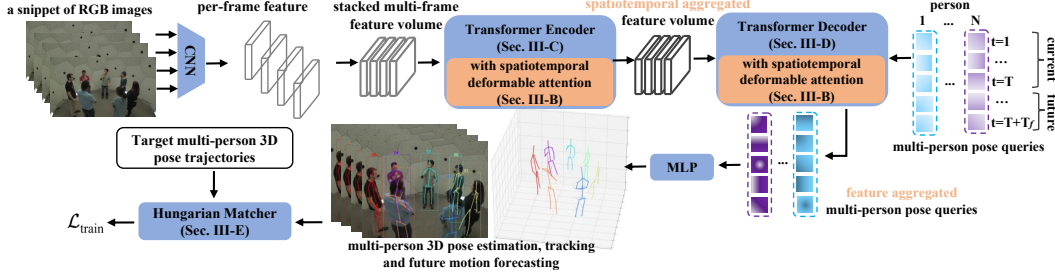 a snippet of RGB images
CNN
per-frame feature
stacked multi-frame
feature volume
Transformer Encoder
(Sec. III-C)
with spatiotemporal
deformable attention
(Sec. III-B)
spatiotemporal aggregated
feature volume
Transformer Decoder
(Sec. III-D)
with spatiotemporal
deformable attention
(Sec. III-B)
person
1 ... N
t=1
...
t=T
...
t=T+Tf
current
future
...
multi-person pose queries
...
feature aggregated
multi-person pose queries
MLP
multi-person 3D pose estimation, tracking
and future motion forecasting
Target multi-person 3D
pose trajectories
Hungarian Matcher
(Sec. III-E)
ℒtrain